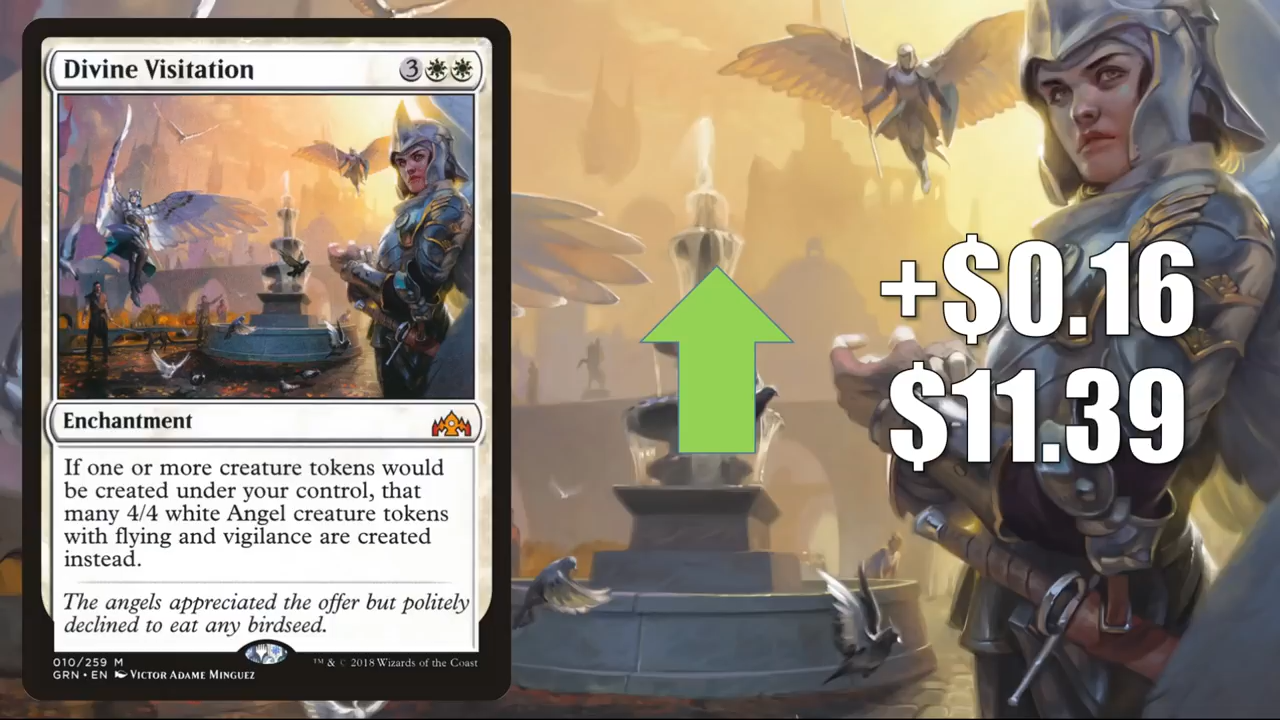 Divine Visitation
3
Enchantment
If one or more creature tokens would
be created under your control, that
many 4/4 white Angel creature tokens
with flying and vigilance are created
instead.
The angels appreciated the offer but politely
declined to eat any birdseed.
010/259 M
GRN • EN Victor Adame Minguez
™ & © 2018 Wizards of the Coast
+$0.16
$11.39